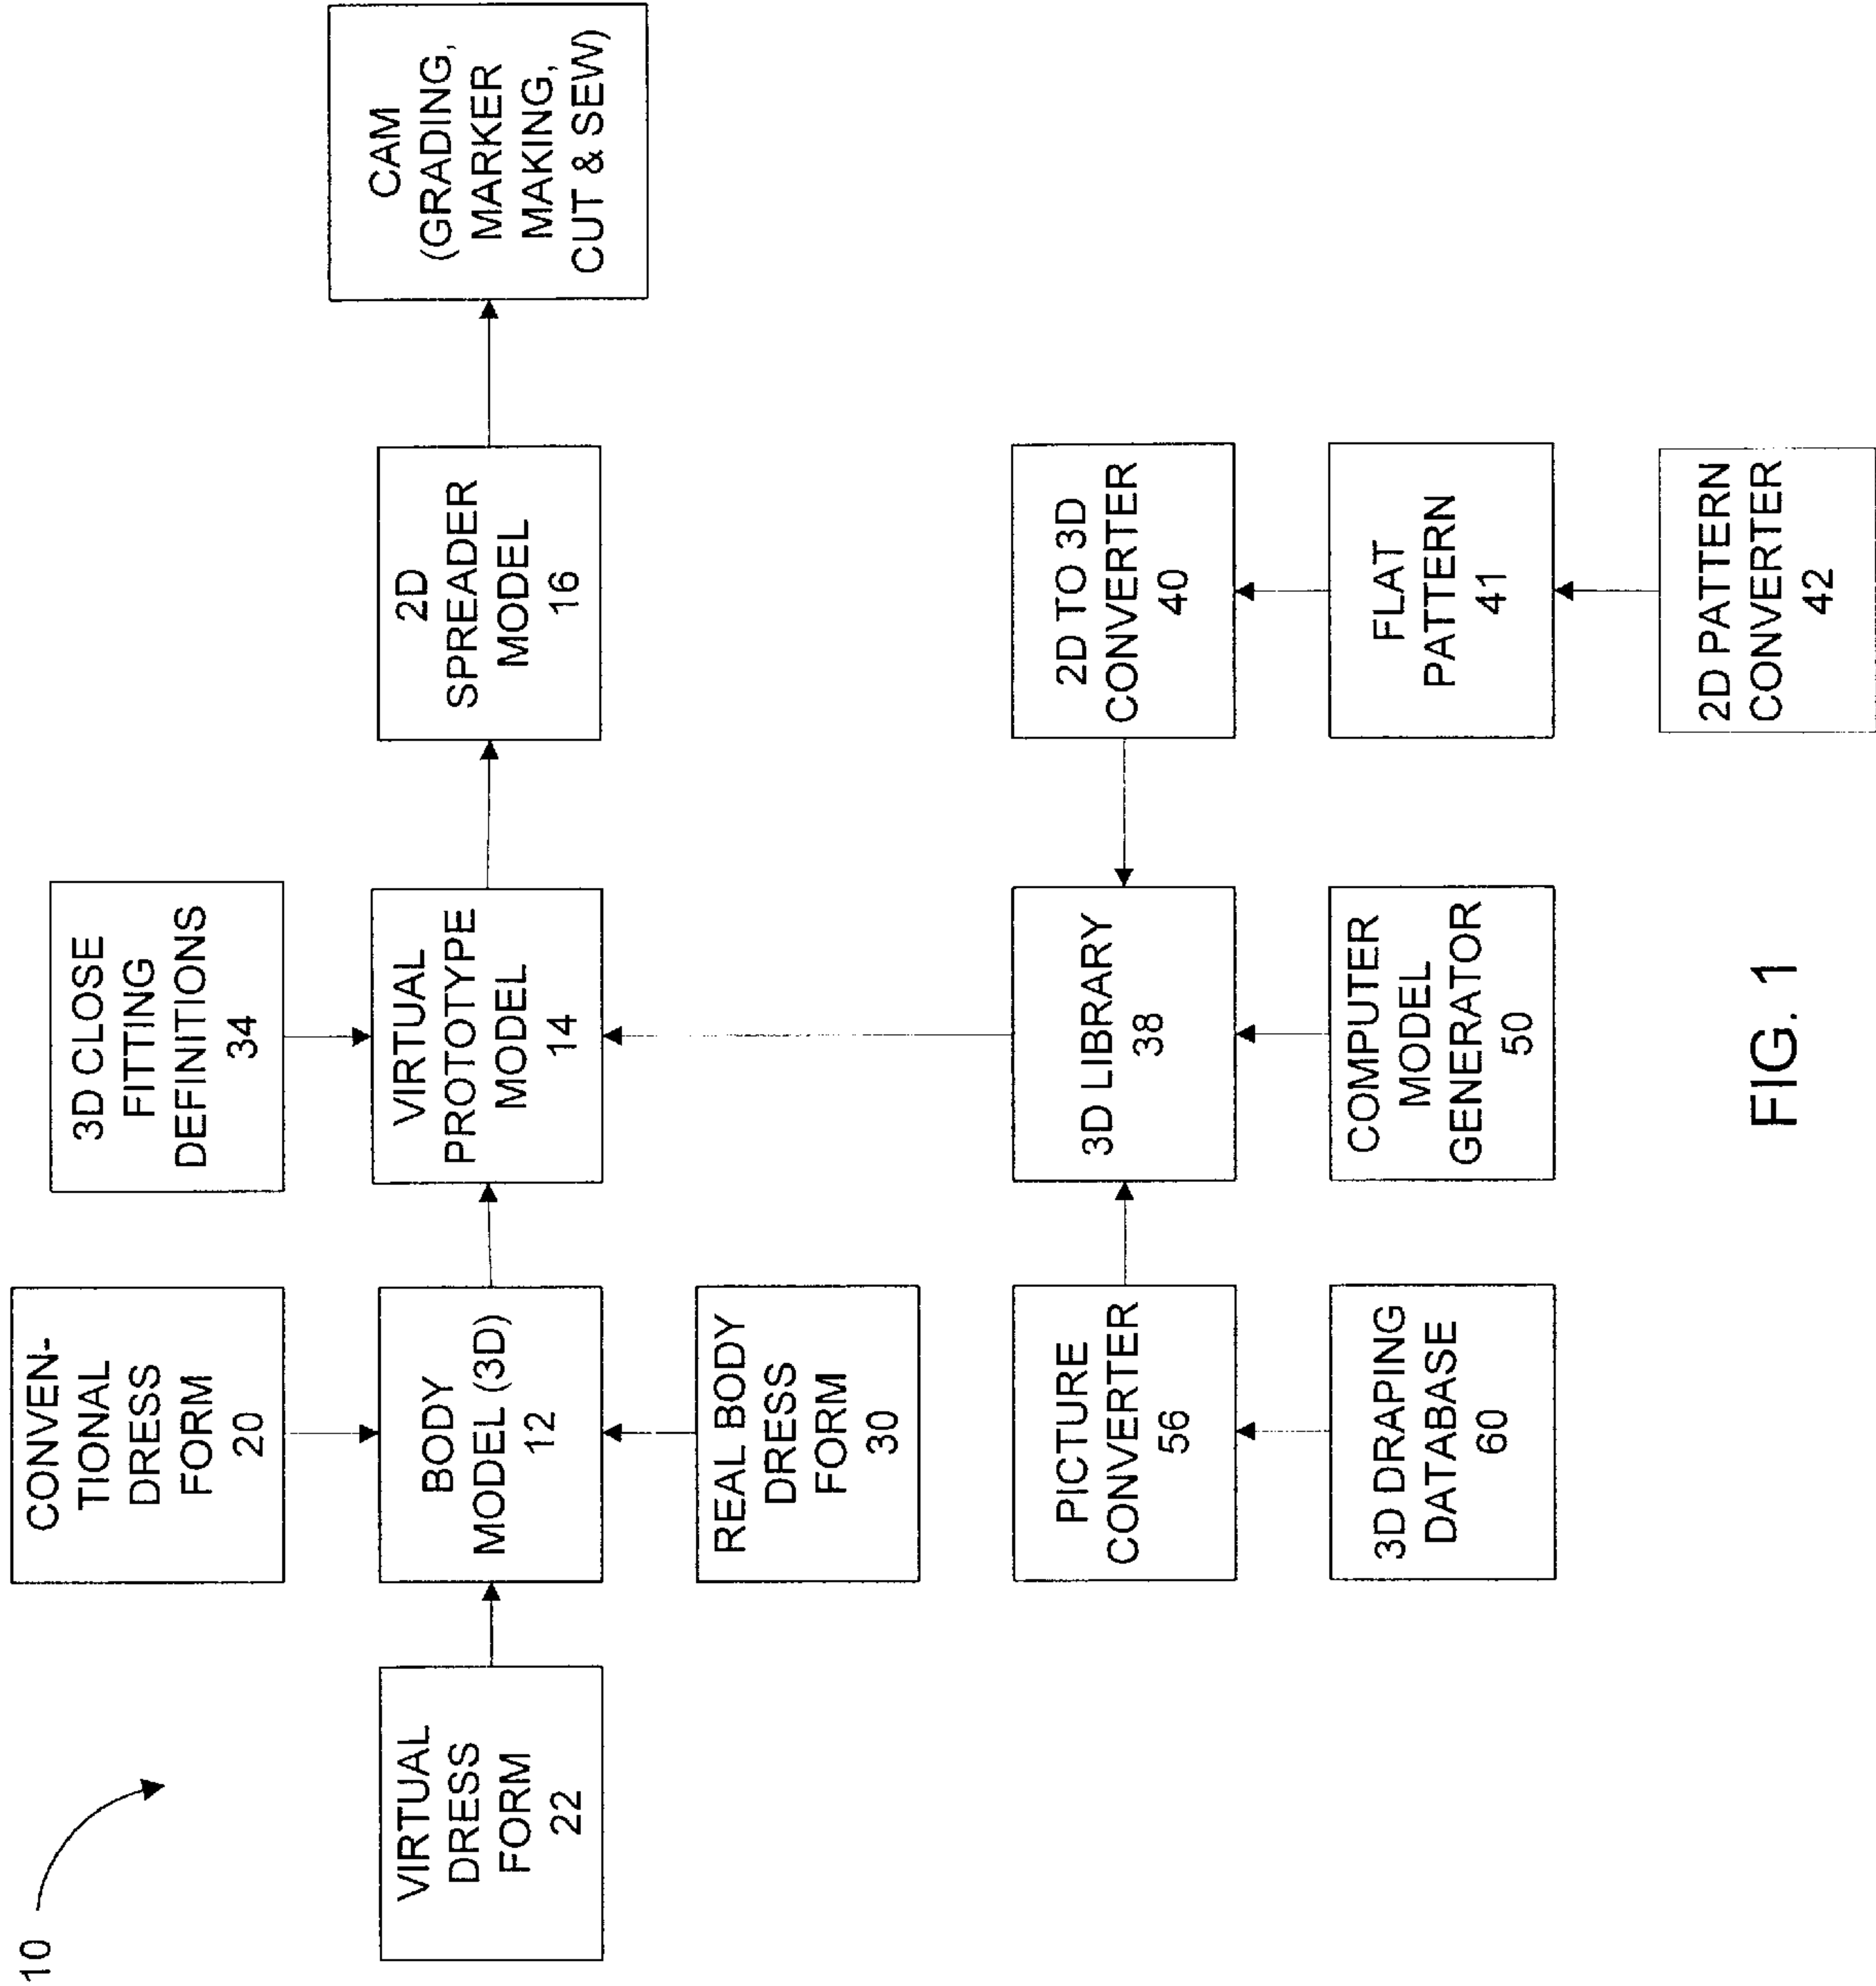 10
CONVEN-
TIONAL
DRESS
FORM
20
3D CLOSE
FITTING
DEFINITIONS
34
VIRTUAL
DRESS
FORM
22
BODY
MODEL (3D)
12
VIRTUAL
PROTOTYPE
MODEL
14
2D
SPREADER
MODEL
16
CAM
(GRADING,
MARKER
MAKING,
CUT & SEW)
REAL BODY
DRESS
FORM
30
PICTURE
CONVERTER
56
3D LIBRARY
38
2D TO 3D
CONVERTER
40
3D DRAPING
DATABASE
60
COMPUTER
MODEL
GENERATOR
50
FLAT
PATTERN
41
2D PATTERN
CONVERTER
42
FIG. 1